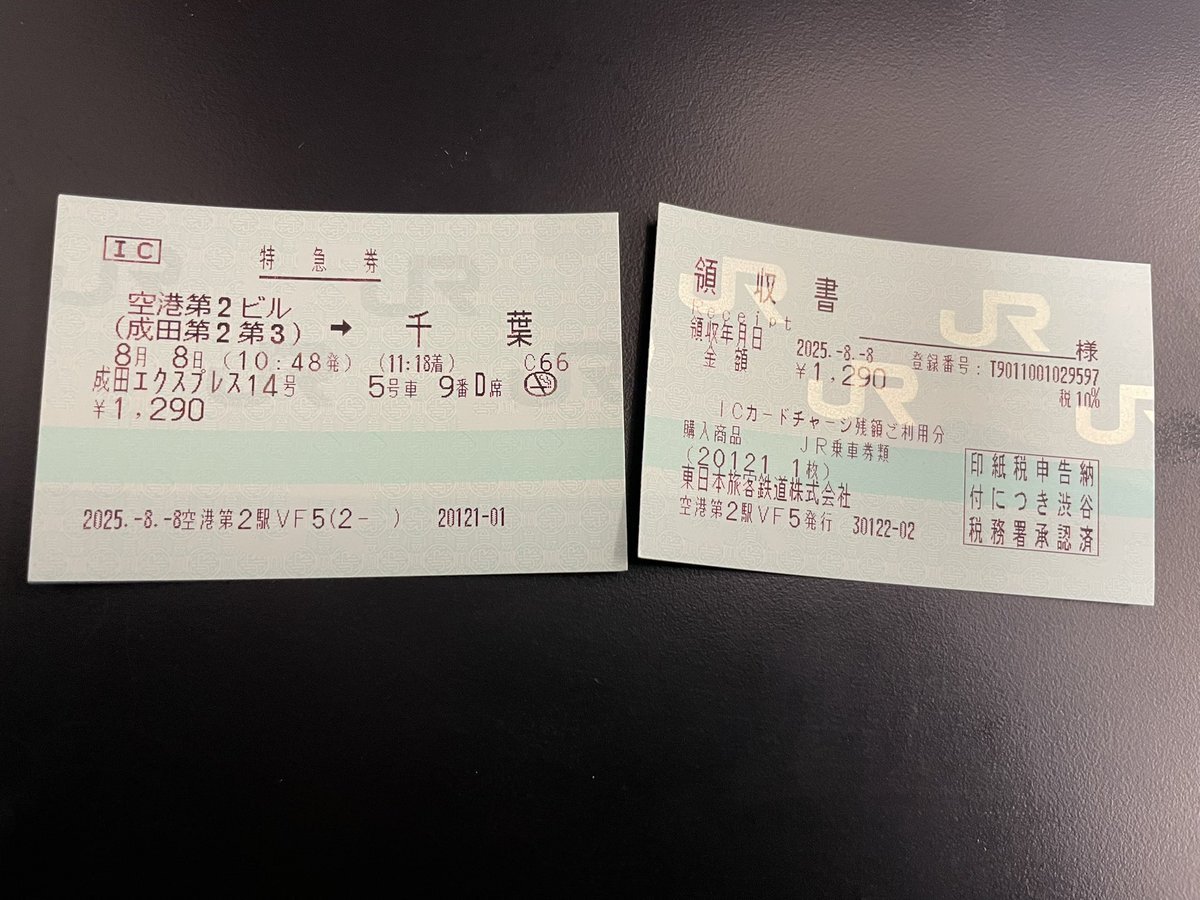 IC
特急券
空港第2ビル
(成田第2第3) → 千葉
8月 8日 (10:48発) (11:18着) C66
成田エクスプレス14号 5号車 9番D席
¥1,290
2025.-8.-8空港第2駅VF5(2- ) 20121-01
領収書
Receipt
様
領収年月日 2025.-8.-8 登録番号:T9011001029597
金額 ¥1,290 税10%
ICカードチャージ残額ご利用分
購入商品 JR乗車券類
(20121 1枚)
東日本旅客鉄道株式会社
空港第2駅VF5発行 30122-02
印紙税申告納
付につき渋谷
税務署承認済
JR
JR
JR
JR